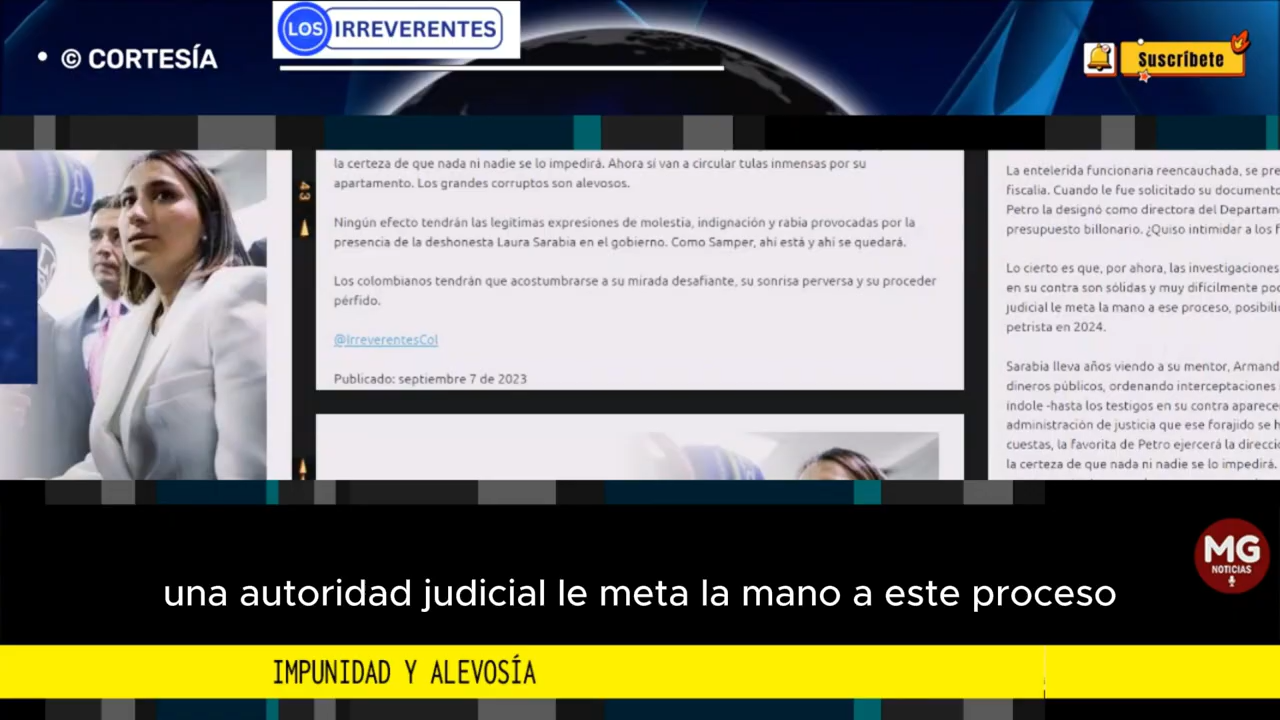 LOS IRREVERENTES
• © CORTESÍA
Suscríbete
la certeza de que nada ni nadie se lo impedirá. Ahora sí van a circular tulas inmensas por su
apartamento. Los grandes corruptos son alevosos.
Ningún efecto tendrán las legítimas expresiones de molestia, indignación y rabia provocadas por la
presencia de la deshonesta Laura Sarabia en el gobierno. Como Samper, ahí está y ahí se quedará.
Los colombianos tendrán que acostumbrarse a su mirada desafiante, su sonrisa perversa y su proceder
pérfido.
@IrreverentesCol
Publicado: septiembre 7 de 2023
La entelerida funcionaria reencauchada, se pre
fiscalia. Cuando le fue solicitado su documento
Petro la designó como directora del Departam
presupuesto billonario. ¿Quiso intimidar a los f
Lo cierto es que, por ahora, las investigaciones
en su contra son sólidas y muy difícilmente poc
judicial le meta la mano a ese proceso, posibili
petrista en 2024.
Sarabia lleva años viendo a su mentor, Armand
dineros públicos, ordenando interceptaciones
índole -hasta los testigos en su contra aparece
administración de justicia que ese forajido se h
cuestas, la favorita de Petro ejercerá la direcci
la certeza de que nada ni nadie se lo impedirá.
43
MG
NOTICIAS
una autoridad judicial le meta la mano a este proceso
IMPUNIDAD Y ALEVOSÍA